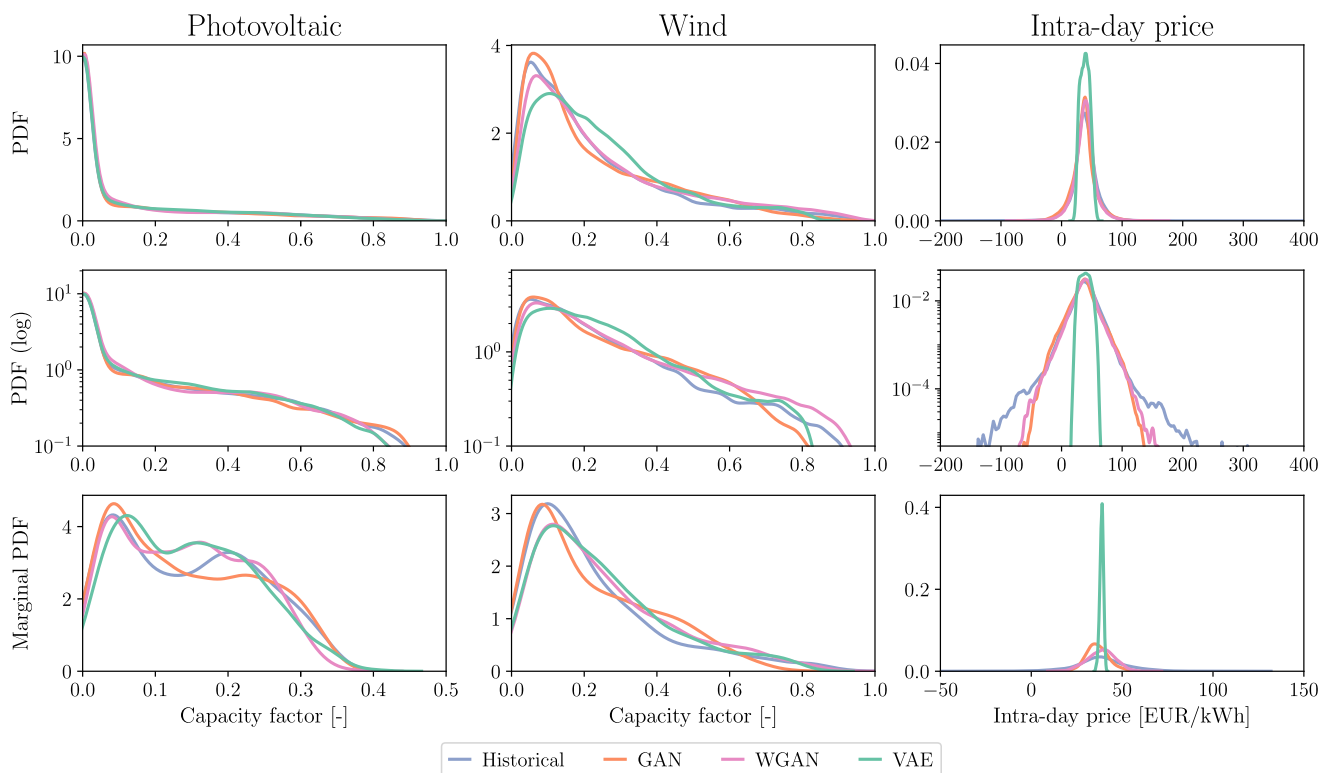 Photovoltaic
Wind
Intra-day price
PDF
10
5
0
0.0 0.2 0.4 0.6 0.8 1.0
4
2
0
0.0 0.2 0.4 0.6 0.8 1.0
0.04
0.02
0.00
−200 −100 0 100 200 300 400
PDF (log)
10^1
10^0
10^−1
0.0 0.2 0.4 0.6 0.8 1.0
10^0
10^−1
0.0 0.2 0.4 0.6 0.8 1.0
10^−2
10^−4
−200 −100 0 100 200 300 400
Marginal PDF
4
2
0
0.0 0.1 0.2 0.3 0.4 0.5
Capacity factor [-]
3
2
1
0
0.0 0.2 0.4 0.6 0.8 1.0
Capacity factor [-]
0.4
0.2
0.0
−50 0 50 100 150
Intra-day price [EUR/kWh]
Historical GAN WGAN VAE